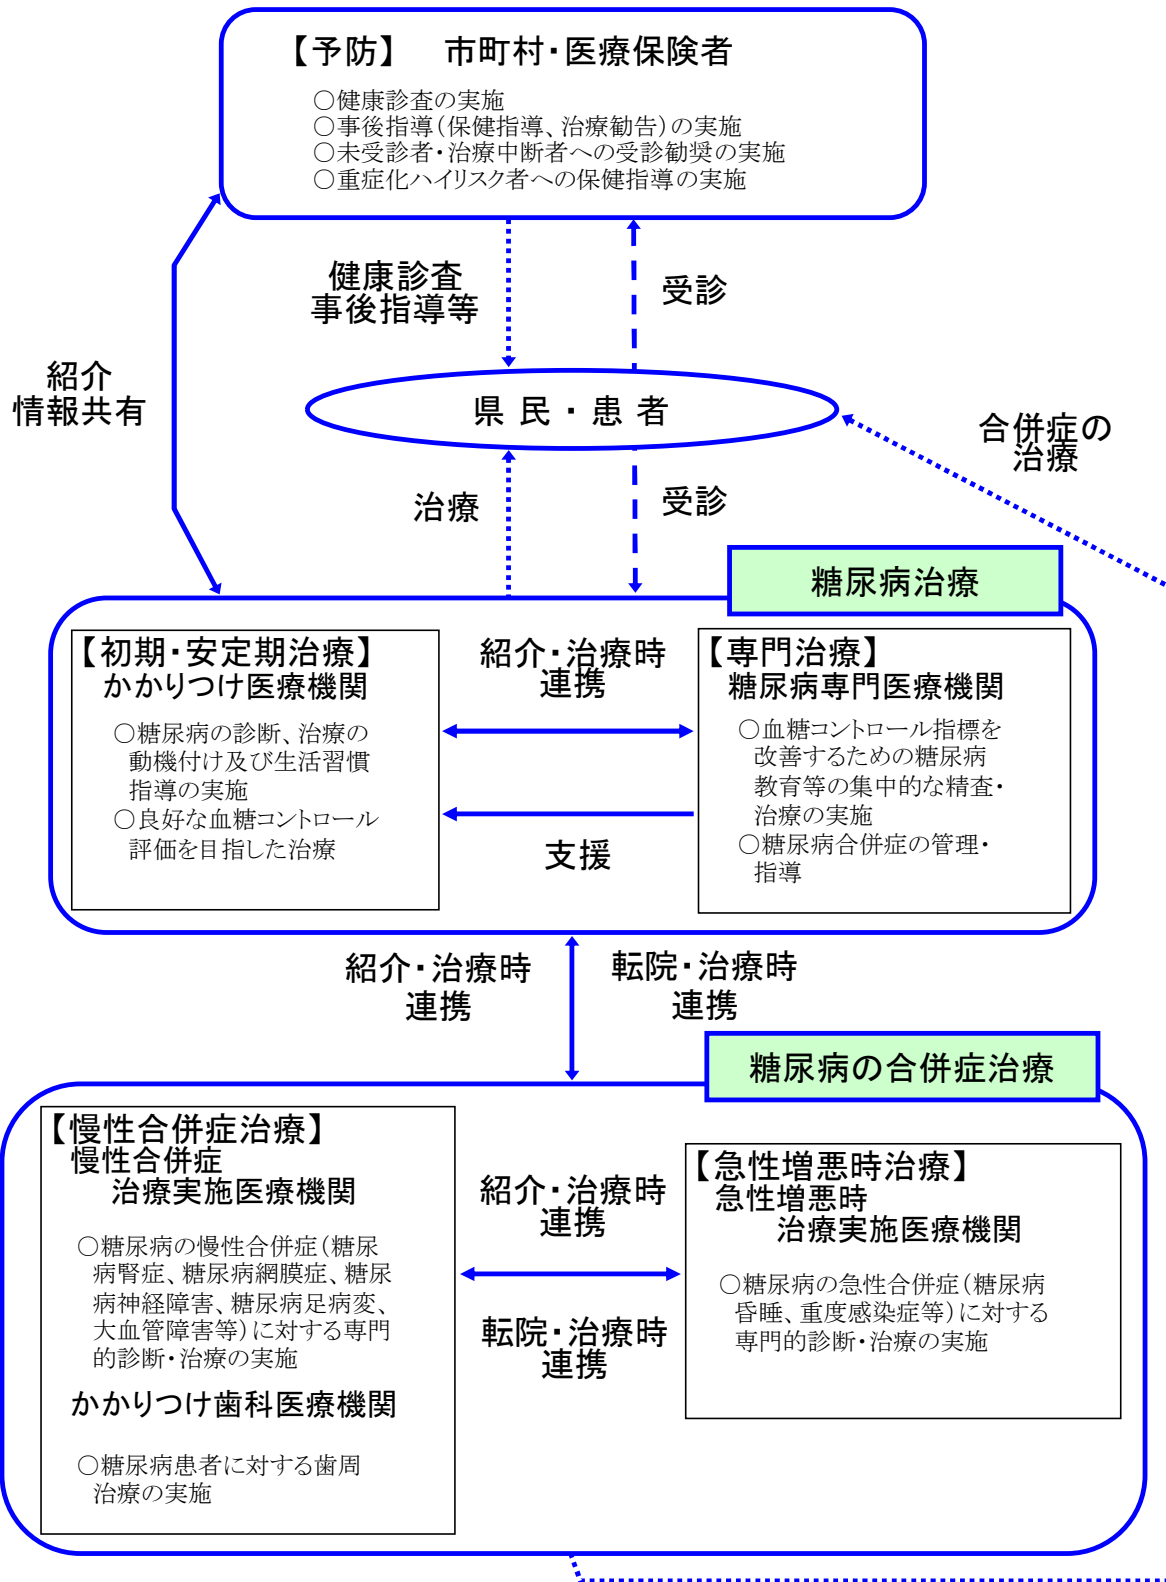 【予防】　市町村・医療保険者
○健康診査の実施
○事後指導（保健指導、治療勧告）の実施
○未受診者・治療中断者への受診勧奨の実施
○重症化ハイリスク者への保健指導の実施
健康診査
事後指導等
受診
紹介
情報共有
県 民 ・ 患 者
合併症の
治療
治療
受診
糖尿病治療
【初期・安定期治療】
かかりつけ医療機関
○糖尿病の診断、治療の
動機付け及び生活習慣
指導の実施
○良好な血糖コントロール
評価を目指した治療
紹介・治療時
連携
支援
【専門治療】
糖尿病専門医療機関
○血糖コントロール指標を
改善するための糖尿病
教育等の集中的な精査・
治療の実施
○糖尿病合併症の管理・
指導
紹介・治療時
連携
転院・治療時
連携
糖尿病の合併症治療
【慢性合併症治療】
慢性合併症
治療実施医療機関
○糖尿病の慢性合併症（糖尿
病腎症、糖尿病網膜症、糖尿
病神経障害、糖尿病足病変、
大血管障害等）に対する専門
的診断・治療の実施
かかりつけ歯科医療機関
○糖尿病患者に対する歯周
治療の実施
紹介・治療時
連携
転院・治療時
連携
【急性増悪時治療】
急性増悪時
治療実施医療機関
○糖尿病の急性合併症（糖尿病
昏睡、重度感染症等）に対する
専門的診断・治療の実施